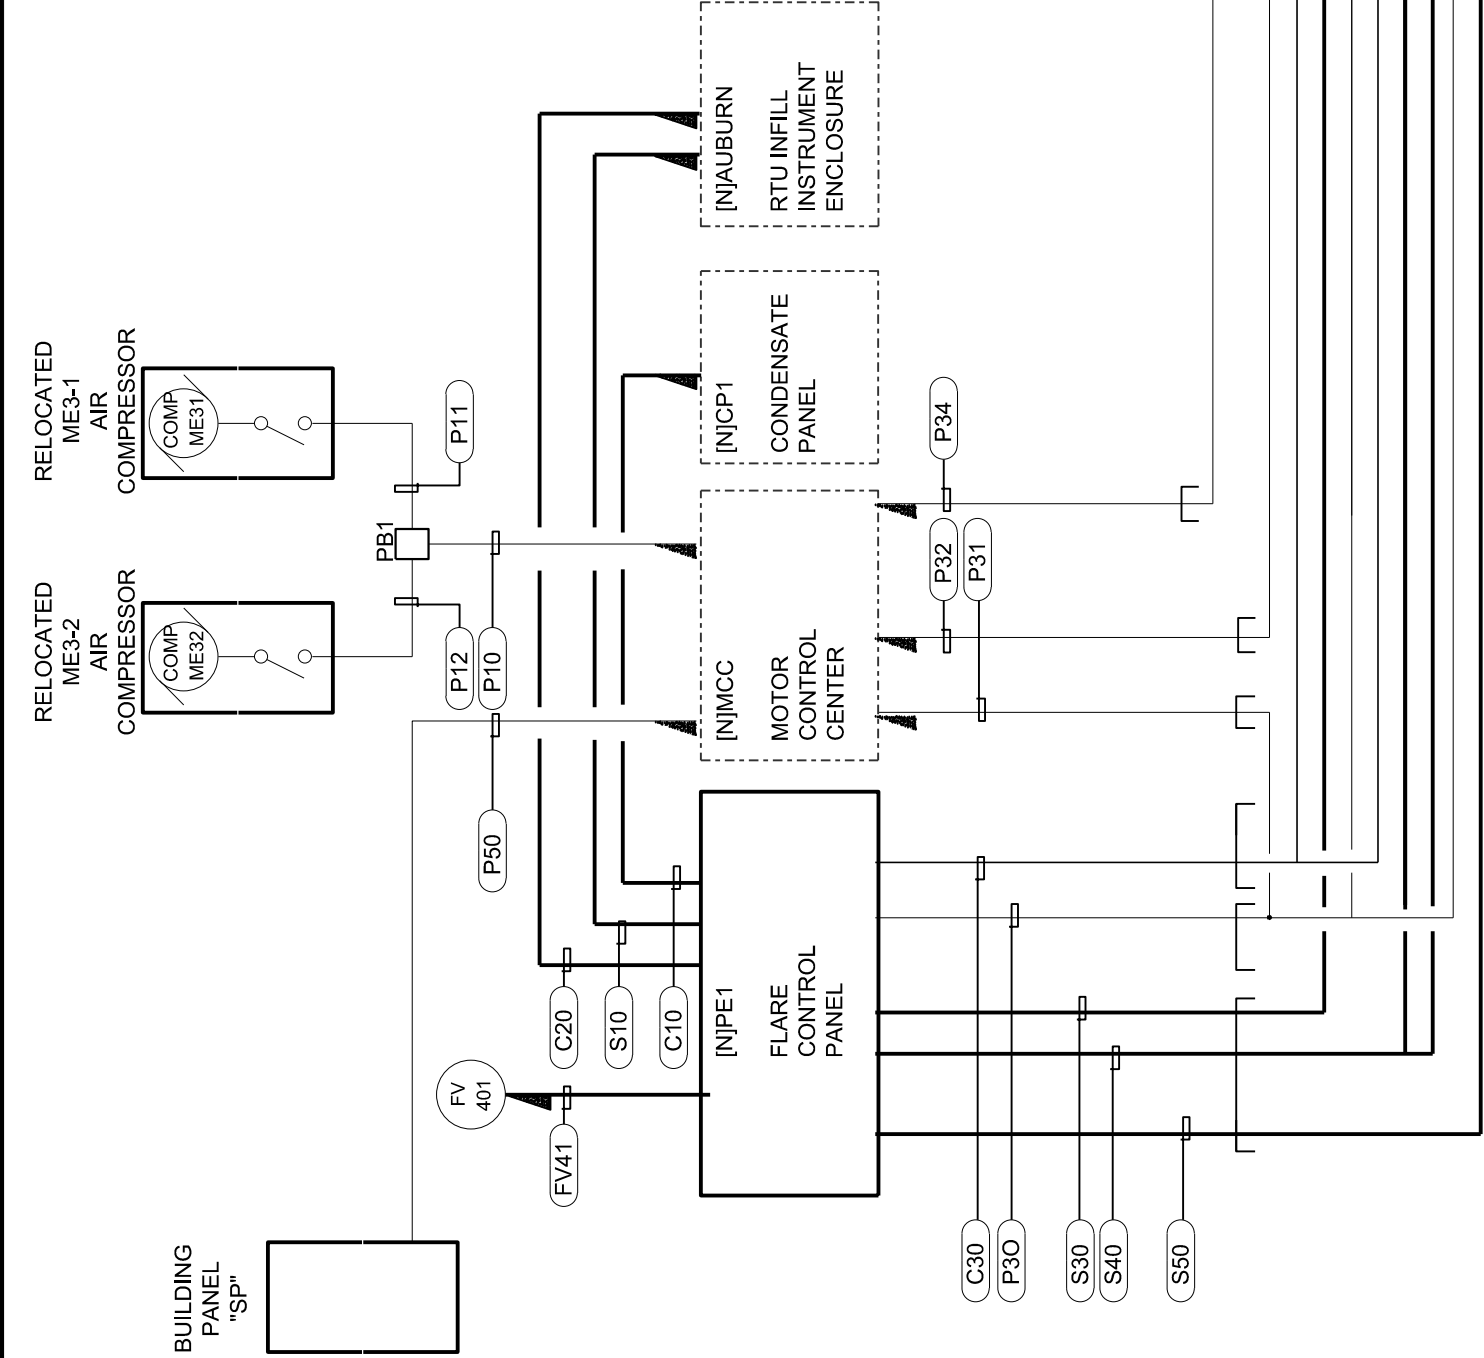 BUILDING
PANEL
"SP"
RELOCATED
ME3-2
AIR
COMPRESSOR
COMP
ME32
RELOCATED
ME3-1
AIR
COMPRESSOR
COMP
ME31
PB1
P11
P12
P10
P50
FV
401
FV41
C20
S10
C10
[N]PE1
FLARE
CONTROL
PANEL
[N]MCC
MOTOR
CONTROL
CENTER
[N]CP1
CONDENSATE
PANEL
[N]AUBURN
RTU INFILL
INSTRUMENT
ENCLOSURE
P34
P32
P31
C30
P3O
S30
S40
S50